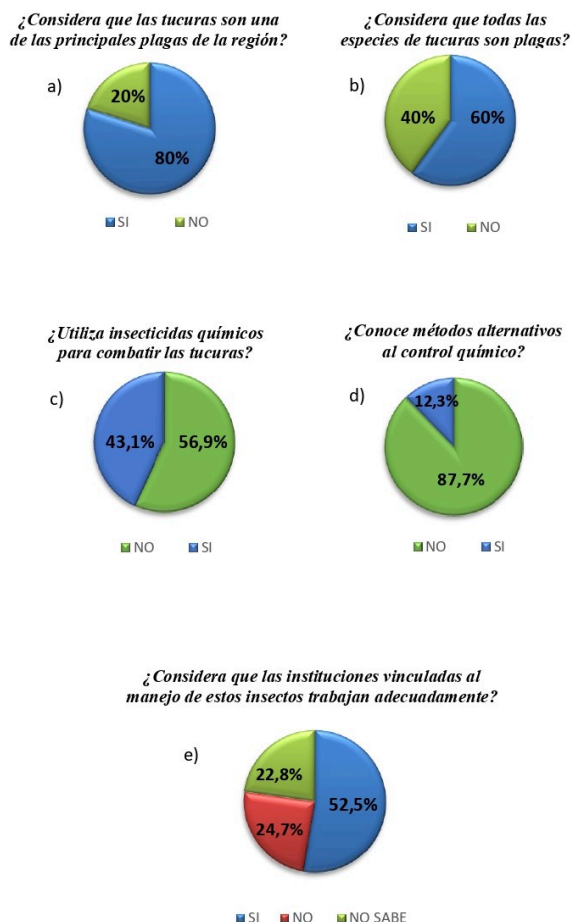 ¿Considera que las tucuras son una
de las principales plagas de la región?
a)
20%
80%
SI NO
¿Considera que todas las
especies de tucuras son plagas?
b)
40% 60%
SI NO
¿Utiliza insecticidas químicos
para combatir las tucuras?
c)
43,1% 56,9%
NO SI
¿Conoce métodos alternativos
al control químico?
d)
12,3%
87,7%
NO SI
¿Considera que las instituciones vinculadas al
manejo de estos insectos trabajan adecuadamente?
e)
22,8%
52,5%
24,7%
SI NO NO SABE